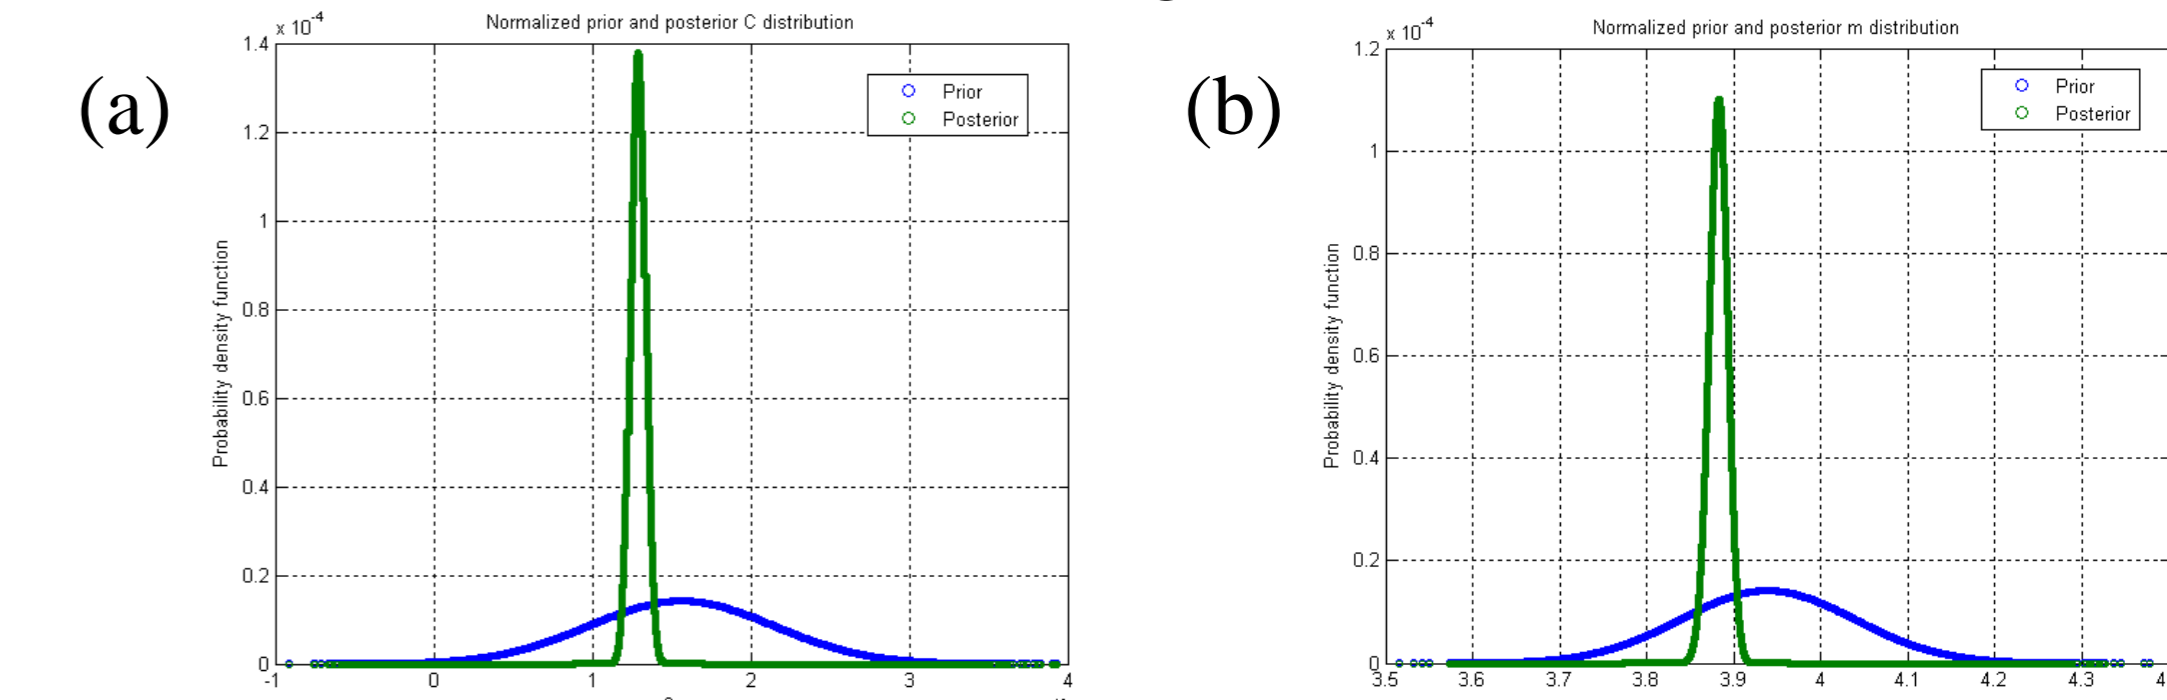 (a)
Normalized prior and posterior C distribution
x 10-4
1.4
1.2
1
0.8
0.6
0.4
0.2
0
Probability density function
Prior
Posterior
-1 0 1 2 3 4
(b)
Normalized prior and posterior m distribution
x 10-4
1.2
1
0.8
0.6
0.4
0.2
0
Probability density function
Prior
Posterior
3.5 3.6 3.7 3.8 3.9 4 4.1 4.2 4.3